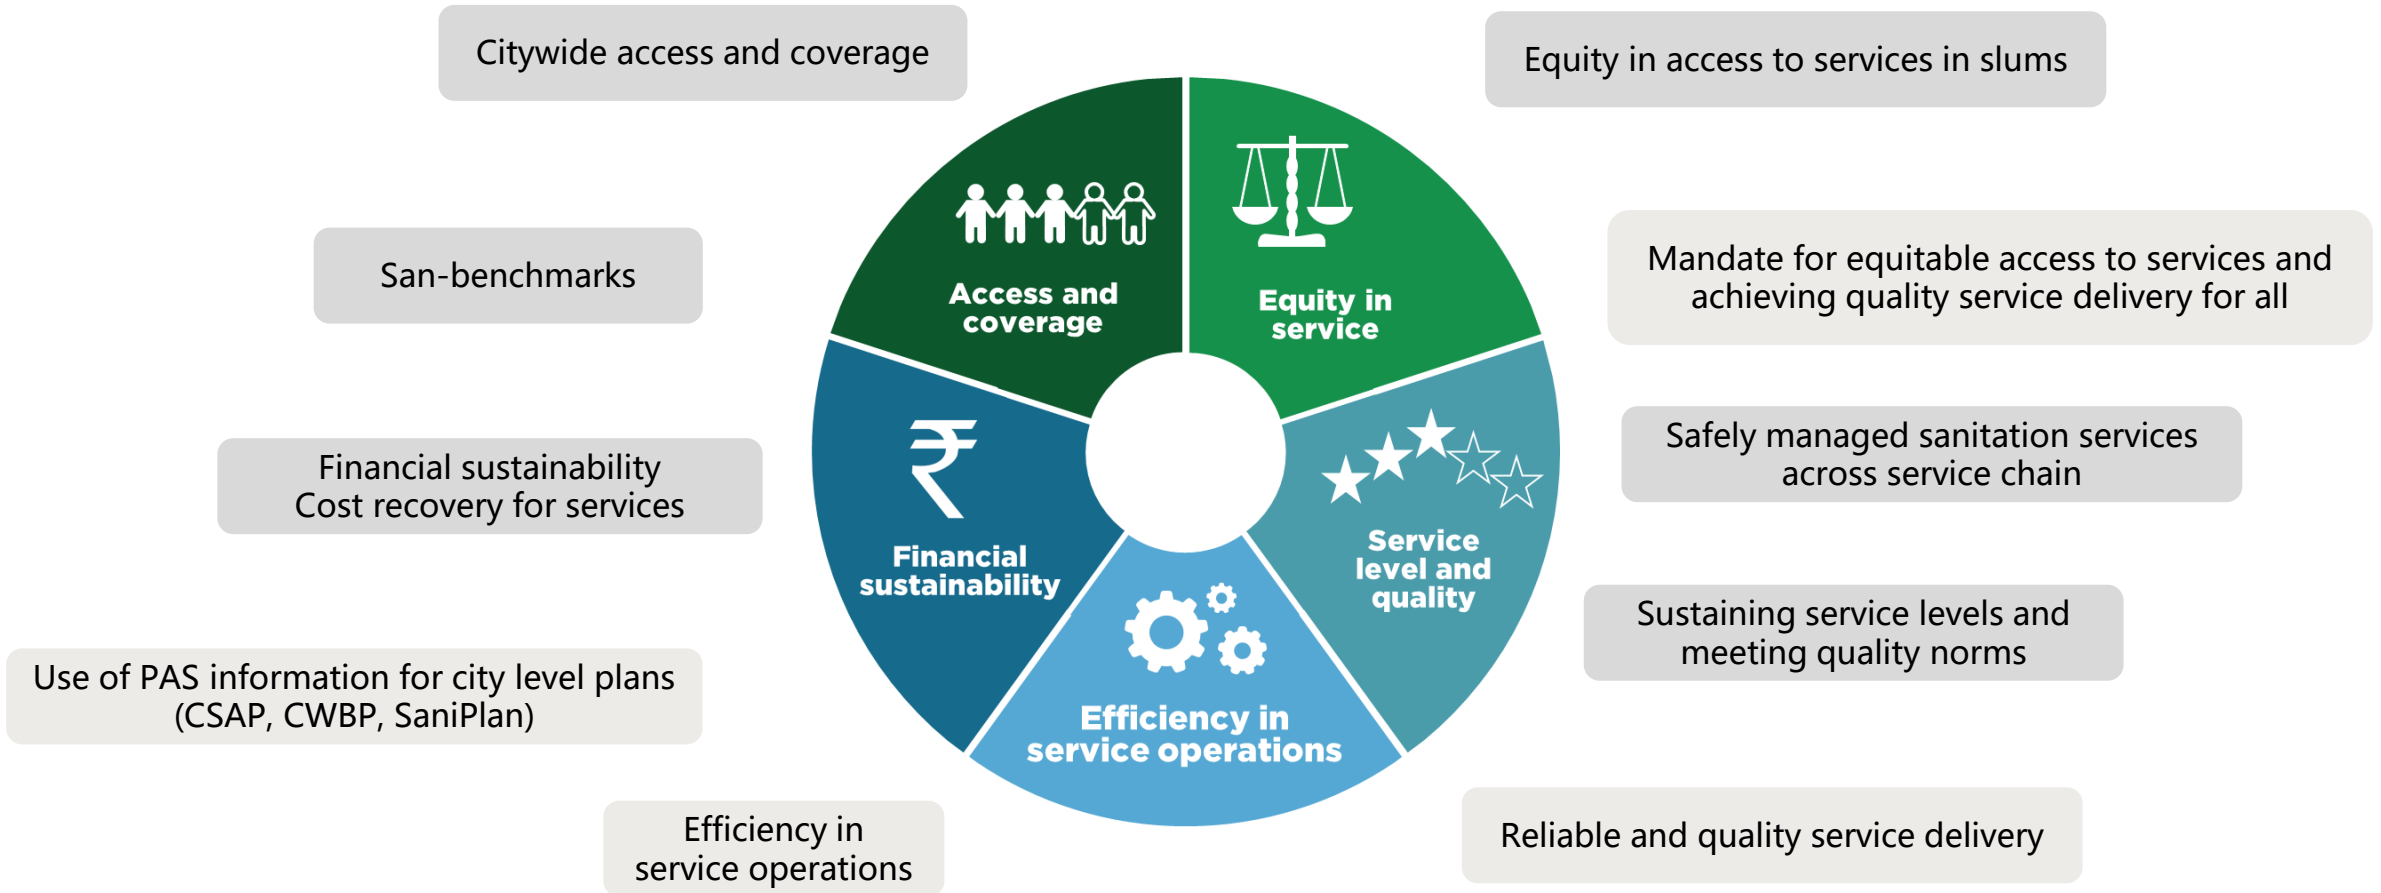 Citywide access and coverage
Equity in access to services in slums
San-benchmarks
Mandate for equitable access to services and
achieving quality service delivery for all
Access and
coverage
Equity in
service
Financial sustainability
Cost recovery for services
Safely managed sanitation services
across service chain
₹
Financial
sustainability
Service
level and
quality
Sustaining service levels and
meeting quality norms
Use of PAS information for city level plans
(CSAP, CWBP, SaniPlan)
Efficiency in
service operations
Efficiency in
service operations
Reliable and quality service delivery